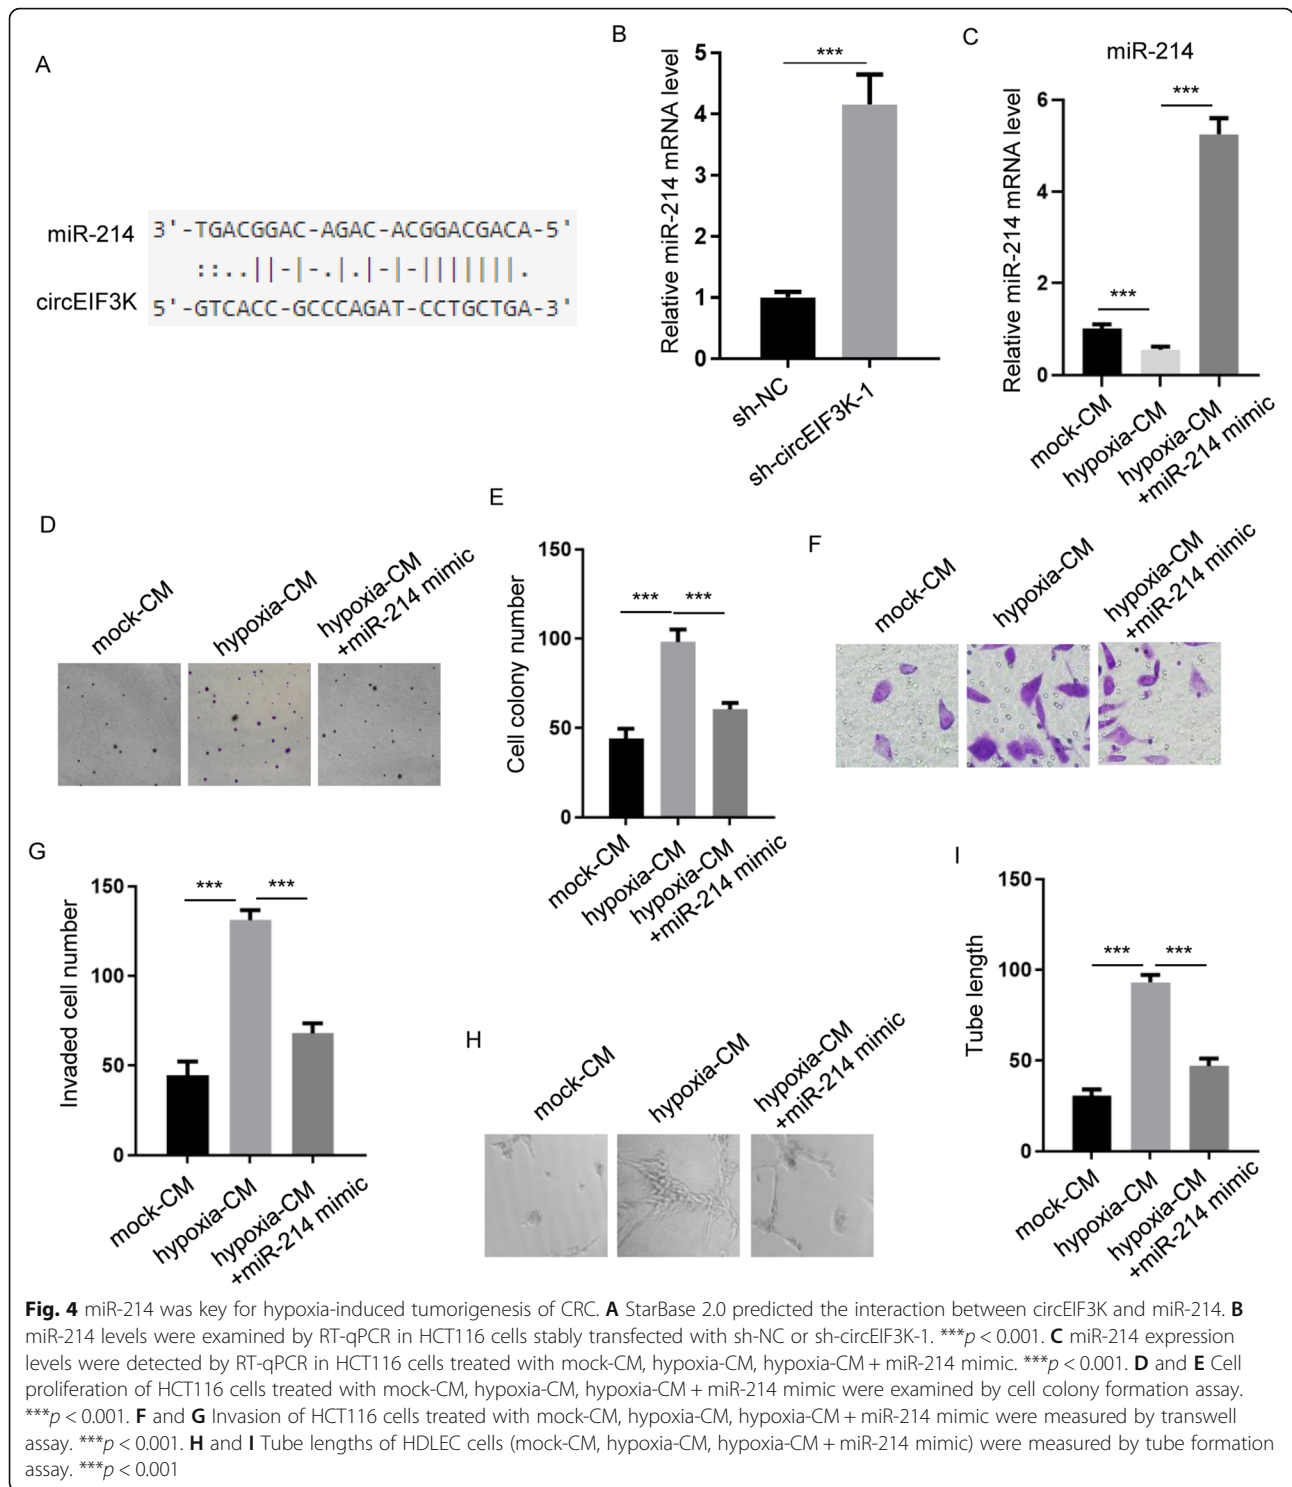 A
miR-214
3'-TGACGGAC-AGAC-ACGGACGACA-5'
::..||-|-.|.|-|-|||||||.
circEIF3K
5'-GTCACC-GCCCAGAT-CCTGCTGA-3'
B
Relative miR-214 mRNA level
5
4
3
2
1
0
***
sh-NC
sh-circEIF3K-1
C
miR-214
Relative miR-214 mRNA level
6
4
2
0
***
***
mock-CM
hypoxia-CM
hypoxia-CM
+miR-214 mimic
D
mock-CM
hypoxia-CM
hypoxia-CM
+miR-214 mimic
E
Cell colony number
150
100
50
0
***
***
mock-CM
hypoxia-CM
hypoxia-CM
+miR-214 mimic
F
mock-CM
hypoxia-CM
hypoxia-CM
+miR-214 mimic
G
Invaded cell number
150
100
50
0
***
***
mock-CM
hypoxia-CM
hypoxia-CM
+miR-214 mimic
H
mock-CM
hypoxia-CM
hypoxia-CM
+miR-214 mimic
I
Tube length
150
100
50
0
***
***
mock-CM
hypoxia-CM
hypoxia-CM
+miR-214 mimic
Fig. 4 miR-214 was key for hypoxia-induced tumorigenesis of CRC. A StarBase 2.0 predicted the interaction between circEIF3K and miR-214. B
miR-214 levels were examined by RT-qPCR in HCT116 cells stably transfected with sh-NC or sh-circEIF3K-1. ***p < 0.001. C miR-214 expression
levels were detected by RT-qPCR in HCT116 cells treated with mock-CM, hypoxia-CM, hypoxia-CM + miR-214 mimic. ***p < 0.001. D and E Cell
proliferation of HCT116 cells treated with mock-CM, hypoxia-CM, hypoxia-CM + miR-214 mimic were examined by cell colony formation assay.
***p < 0.001. F and G Invasion of HCT116 cells treated with mock-CM, hypoxia-CM, hypoxia-CM + miR-214 mimic were measured by transwell
assay. ***p < 0.001. H and I Tube lengths of HDLEC cells (mock-CM, hypoxia-CM, hypoxia-CM + miR-214 mimic) were measured by tube formation
assay. ***p < 0.001